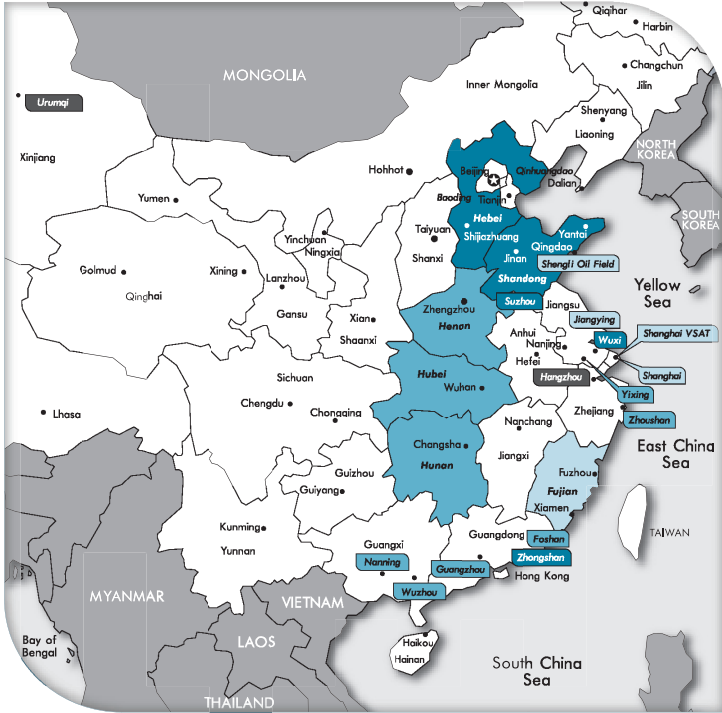 Qiqihar
Harbin
Changchun
Jilin
MONGOLIA
Inner Mongolia
Urumqi
Shenyang
Liaoning
Xinjiang
NORTH
KOREA
Hohhot
Beijing
Qinhuangdao
Dalian
Yumen
Baoding
Tianjin
Hebei
SOUTH
KOREA
Taiyuan
Shijiazhuang
Yantai
Yinchuan
Ningxia
Qingdao
Shanxi
Jinan
Shengli Oil Field
Golmud
Xining
Lanzhou
Shandong
Yellow
Sea
Qinghai
Suzhou
Jiangsu
Zhengzhou
Gansu
Xian
Jiangying
Henan
Shaanxi
Anhui
Nanjing
Wuxi
Shanghai VSAT
Hefei
Hubei
Hangzhou
Shanghai
Sichuan
Wuhan
Yixing
Chengdu
Lhasa
Chongqing
Zhejiang
Zhoushan
Nanchang
Changsha
East China
Sea
Jiangxi
Hunan
Guizhou
Fuzhou
Guiyang
Fujian
Xiamen
Kunming
Guangdong
TAIWAN
Guangxi
Foshan
Yunnan
Nanning
Guangzhou
Zhongshan
Hong Kong
Wuzhou
MYANMAR
VIETNAM
Bay of
Bengal
LAOS
Haikou
Hainan
South China
Sea
THAILAND